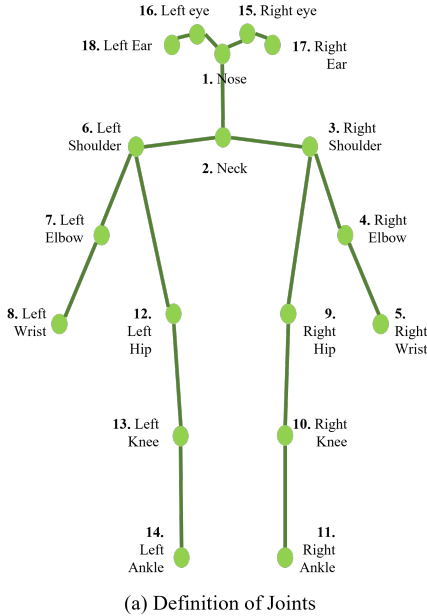 16. Left eye
15. Right eye
18. Left Ear
17. Right
Ear
1. Nose
6. Left
Shoulder
3. Right
Shoulder
2. Neck
7. Left
Elbow
4. Right
Elbow
8. Left
Wrist
12.
Left
Hip
9.
Right
Hip
5.
Right
Wrist
13. Left
Knee
10. Right
Knee
14.
Left
Ankle
11.
Right
Ankle
(a) Definition of Joints